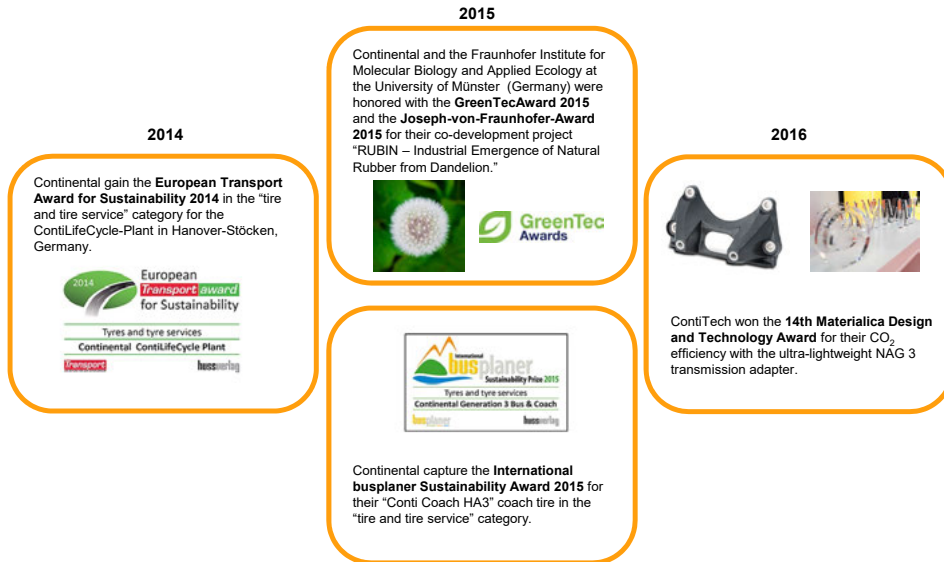 2014
Continental gain the European Transport
Award for Sustainability 2014 in the “tire
and tire service” category for the
ContiLifeCycle-Plant in Hanover-Stöcken,
Germany.
2014
European
Transport award
for Sustainability
Tyres and tyre services
Continental ContiLifeCycle Plant
Transport
hussverlag
2015
Continental and the Fraunhofer Institute for
Molecular Biology and Applied Ecology at
the University of Münster (Germany) were
honored with the GreenTecAward 2015
and the Joseph-von-Fraunhofer-Award
2015 for their co-development project
“RUBIN – Industrial Emergence of Natural
Rubber from Dandelion.”
GreenTec
Awards
International
busplaner
Sustainability Prize 2015
Tyres and tyre services
Continental Generation 3 Bus & Coach
busplaner
hussverlag
Continental capture the International
busplaner Sustainability Award 2015 for
their “Conti Coach HA3” coach tire in the
“tire and tire service” category.
2016
ContiTech won the 14th Materialica Design
and Technology Award for their CO₂
efficiency with the ultra-lightweight NAG 3
transmission adapter.